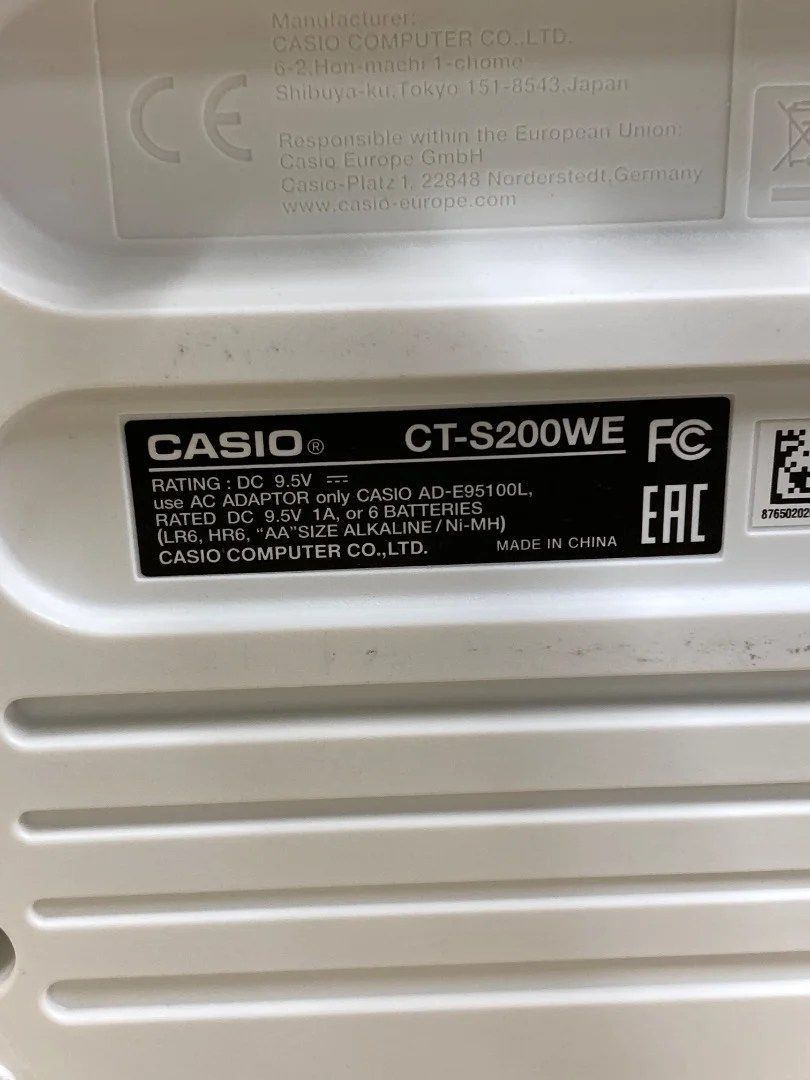 Manufacturer:
CASIO COMPUTER CO.,LTD.
6-2,Hon-machi 1-chome
Shibuya-ku,Tokyo 151-8543,Japan
CE
Responsible within the European Union:
Casio Europe GmbH
Casio-Platz 1, 22848 Norderstedt,Germany
www.casio-europe.com
CASIO® CT-S200WE FC
RATING : DC 9.5V ⎓
use AC ADAPTOR only CASIO AD-E95100L,
RATED DC 9.5V 1A, or 6 BATTERIES
(LR6, HR6, “AA”SIZE ALKALINE / Ni-MH)
CASIO COMPUTER CO.,LTD. MADE IN CHINA
EAC